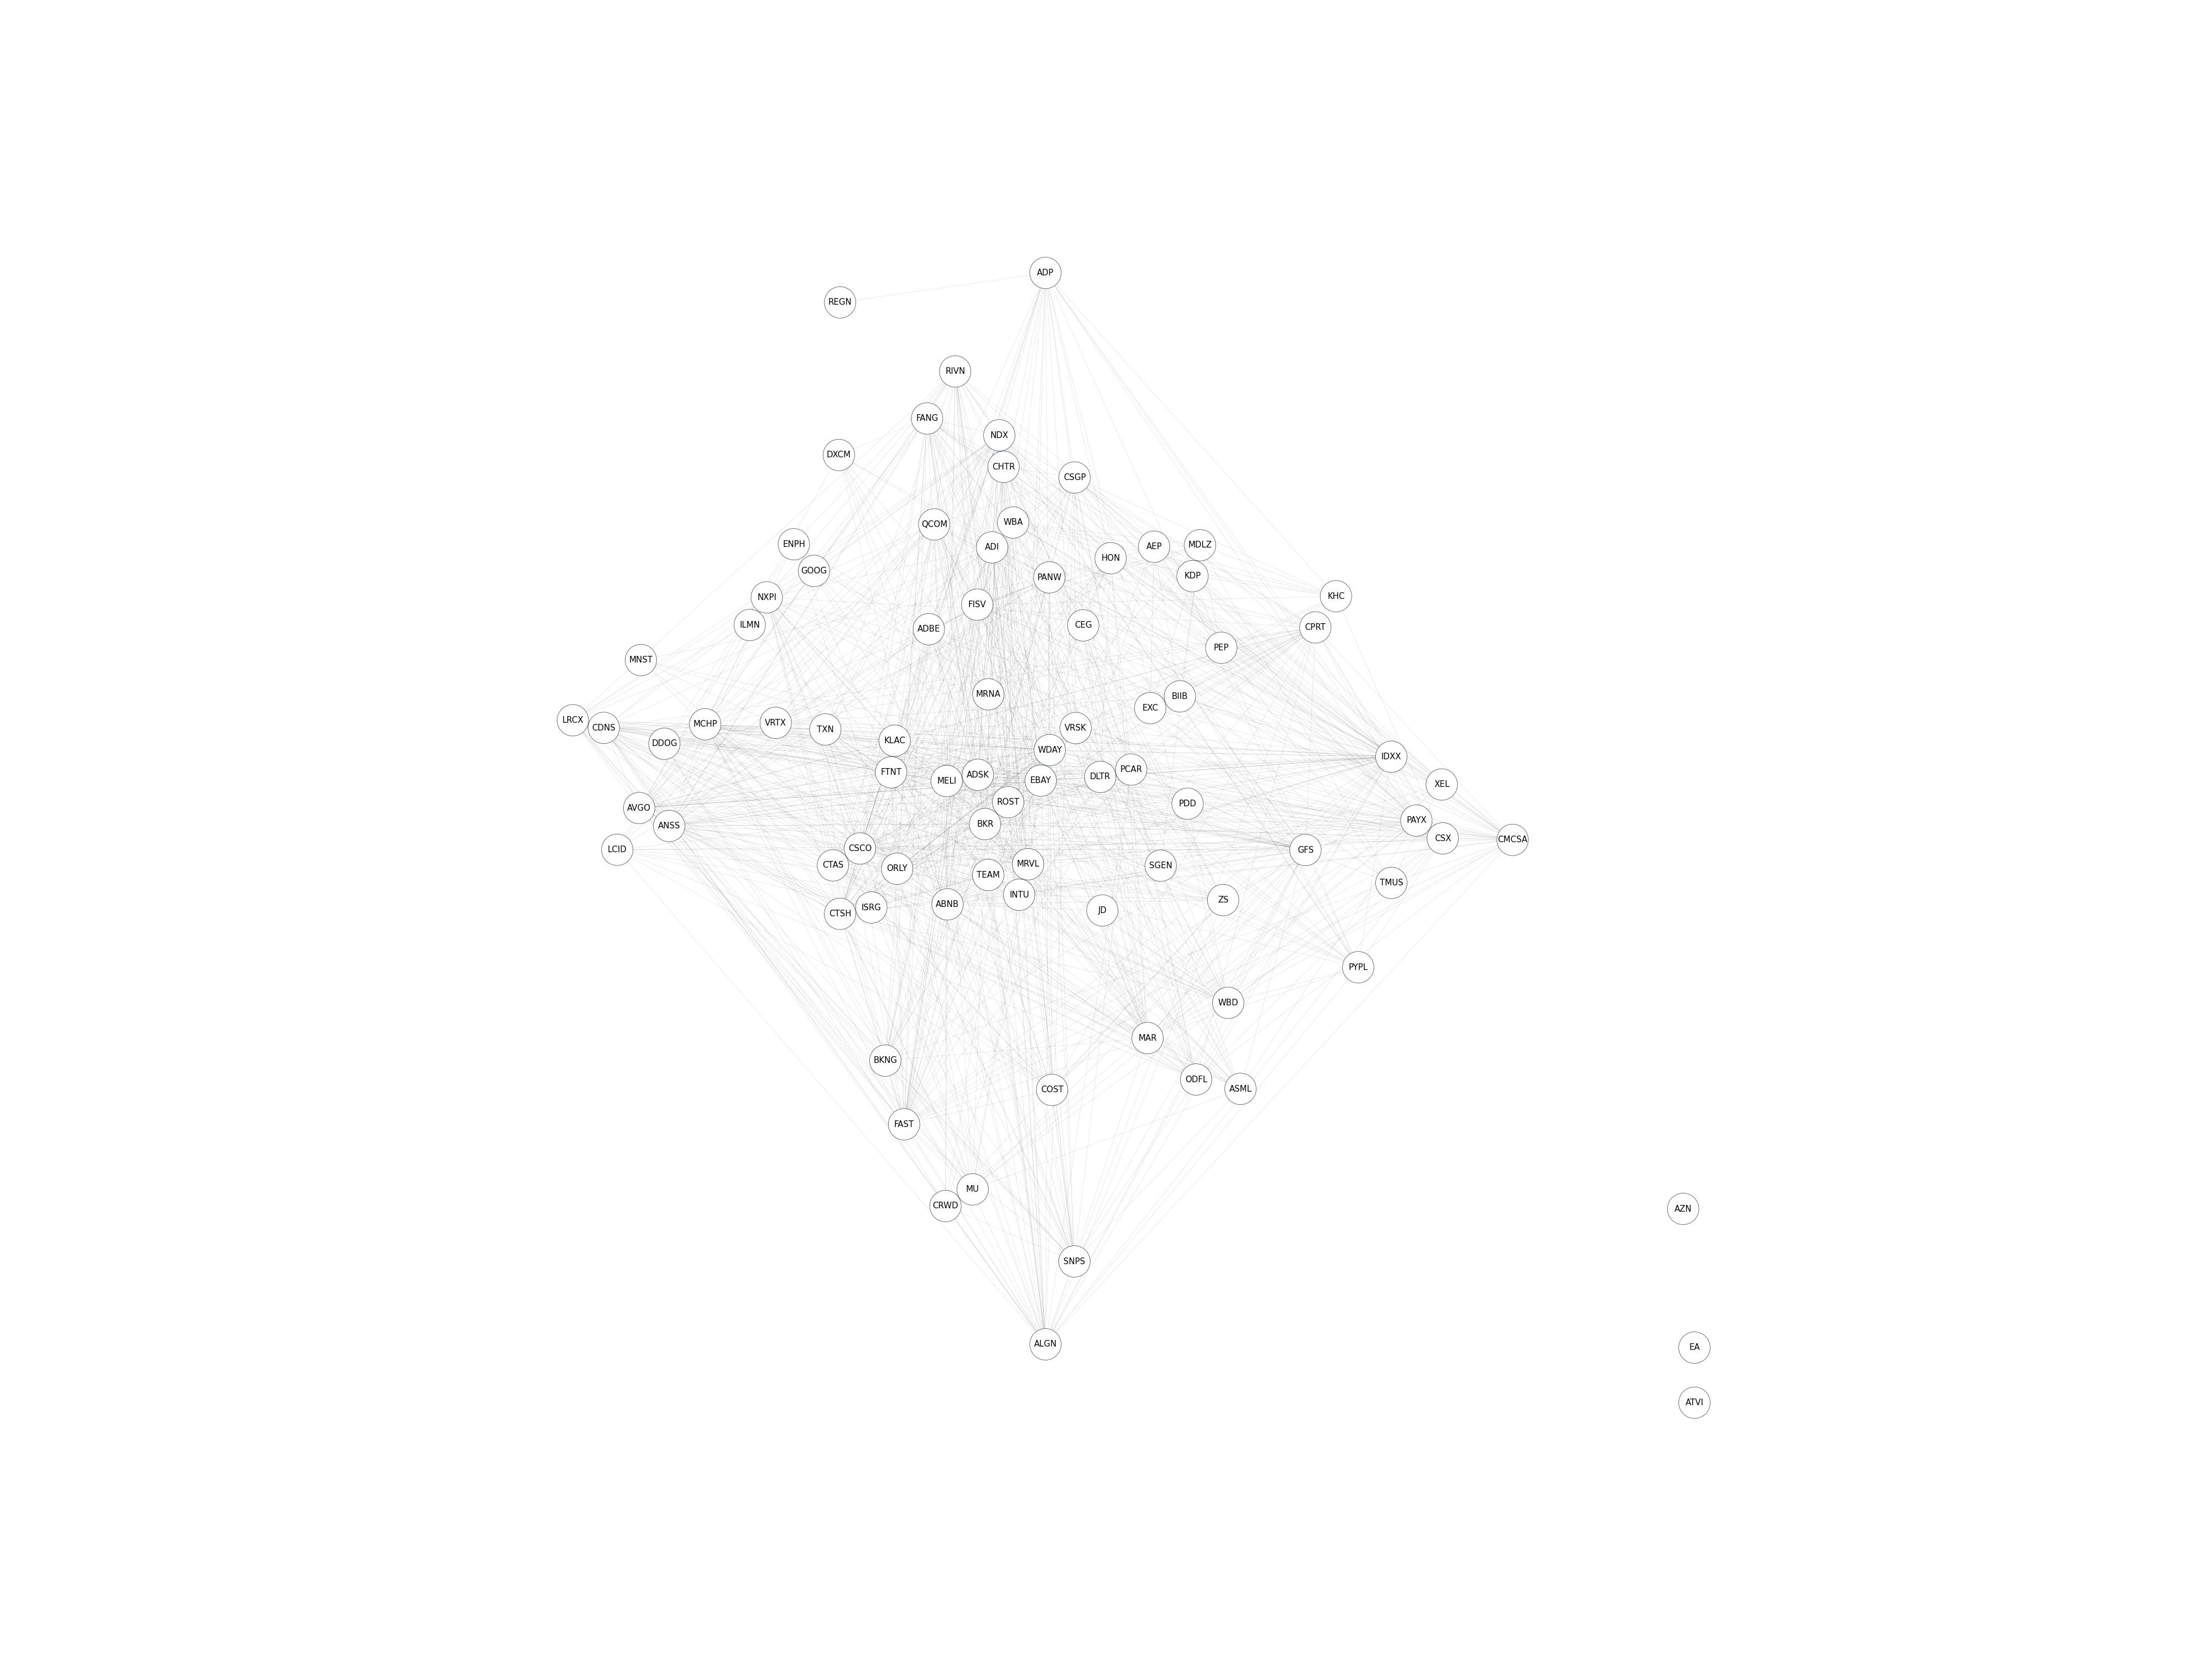 ADP
REGN
RIVN
FANG
NDX
DXCM
CHTR
CSGP
WBA
QCOM
ENPH
ADI
AEP
MDLZ
HON
GOOG
KDP
PANW
KHC
NXPI
FISV
ILMN
CEG
CPRT
ADBE
PEP
MNST
MRNA
BIIB
EXC
LRCX
VRTX
MCHP
CDNS
VRSK
TXN
KLAC
DDOG
WDAY
IDXX
PCAR
FTNT
ADSK
DLTR
MELI
EBAY
XEL
ROST
PDD
AVGO
PAYX
BKR
ANSS
CSX
CMCSA
CSCO
LCID
GFS
MRVL
CTAS
SGEN
ORLY
TEAM
TMUS
INTU
ZS
ABNB
ISRG
JD
CTSH
PYPL
WBD
MAR
BKNG
ODFL
ASML
COST
FAST
MU
CRWD
AZN
SNPS
ALGN
EA
ATVI